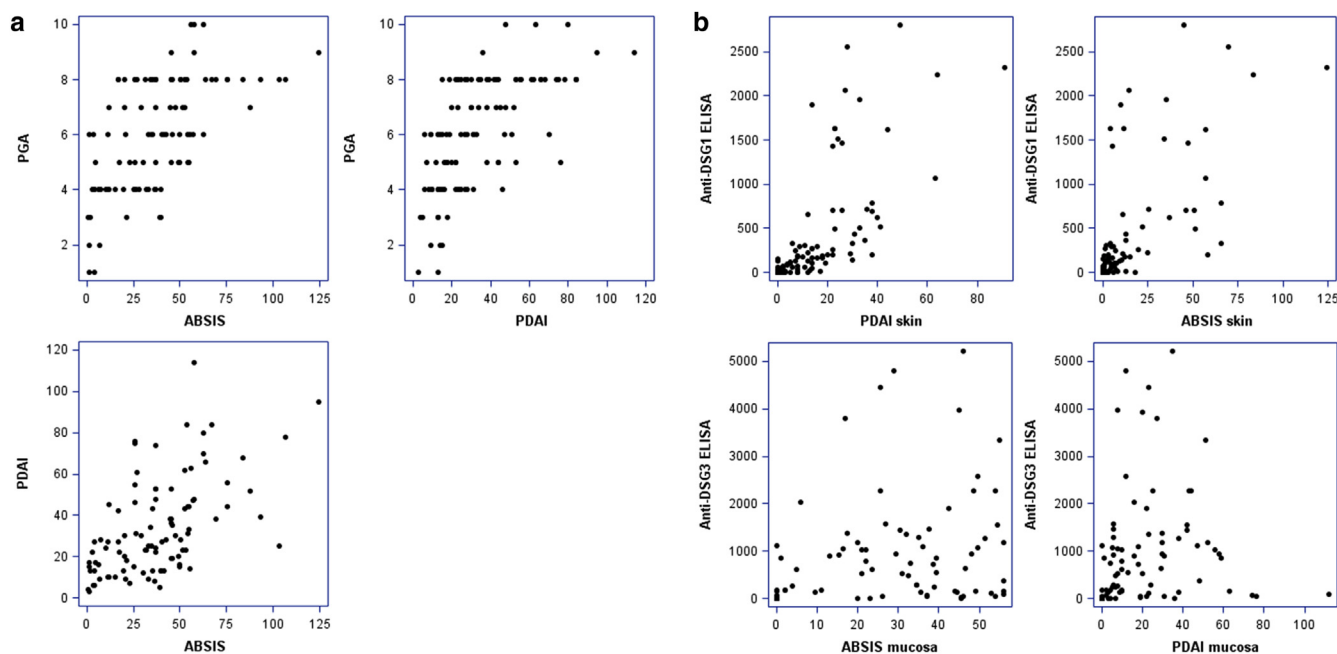 a
10
8
6
4
2
PGA
0 25 50 75 100 125
ABSIS
10
8
6
4
2
PGA
0 20 40 60 80 100 120
PDAI
120
100
80
60
40
20
0
PDAI
0 25 50 75 100 125
ABSIS
b
2500
2000
1500
1000
500
0
Anti-DSG1 ELISA
0 20 40 60 80
PDAI skin
2500
2000
1500
1000
500
0
Anti-DSG1 ELISA
0 25 50 75 100 125
ABSIS skin
5000
4000
3000
2000
1000
0
Anti-DSG3 ELISA
0 10 20 30 40 50
ABSIS mucosa
5000
4000
3000
2000
1000
0
Anti-DSG3 ELISA
0 20 40 60 80 100
PDAI mucosa